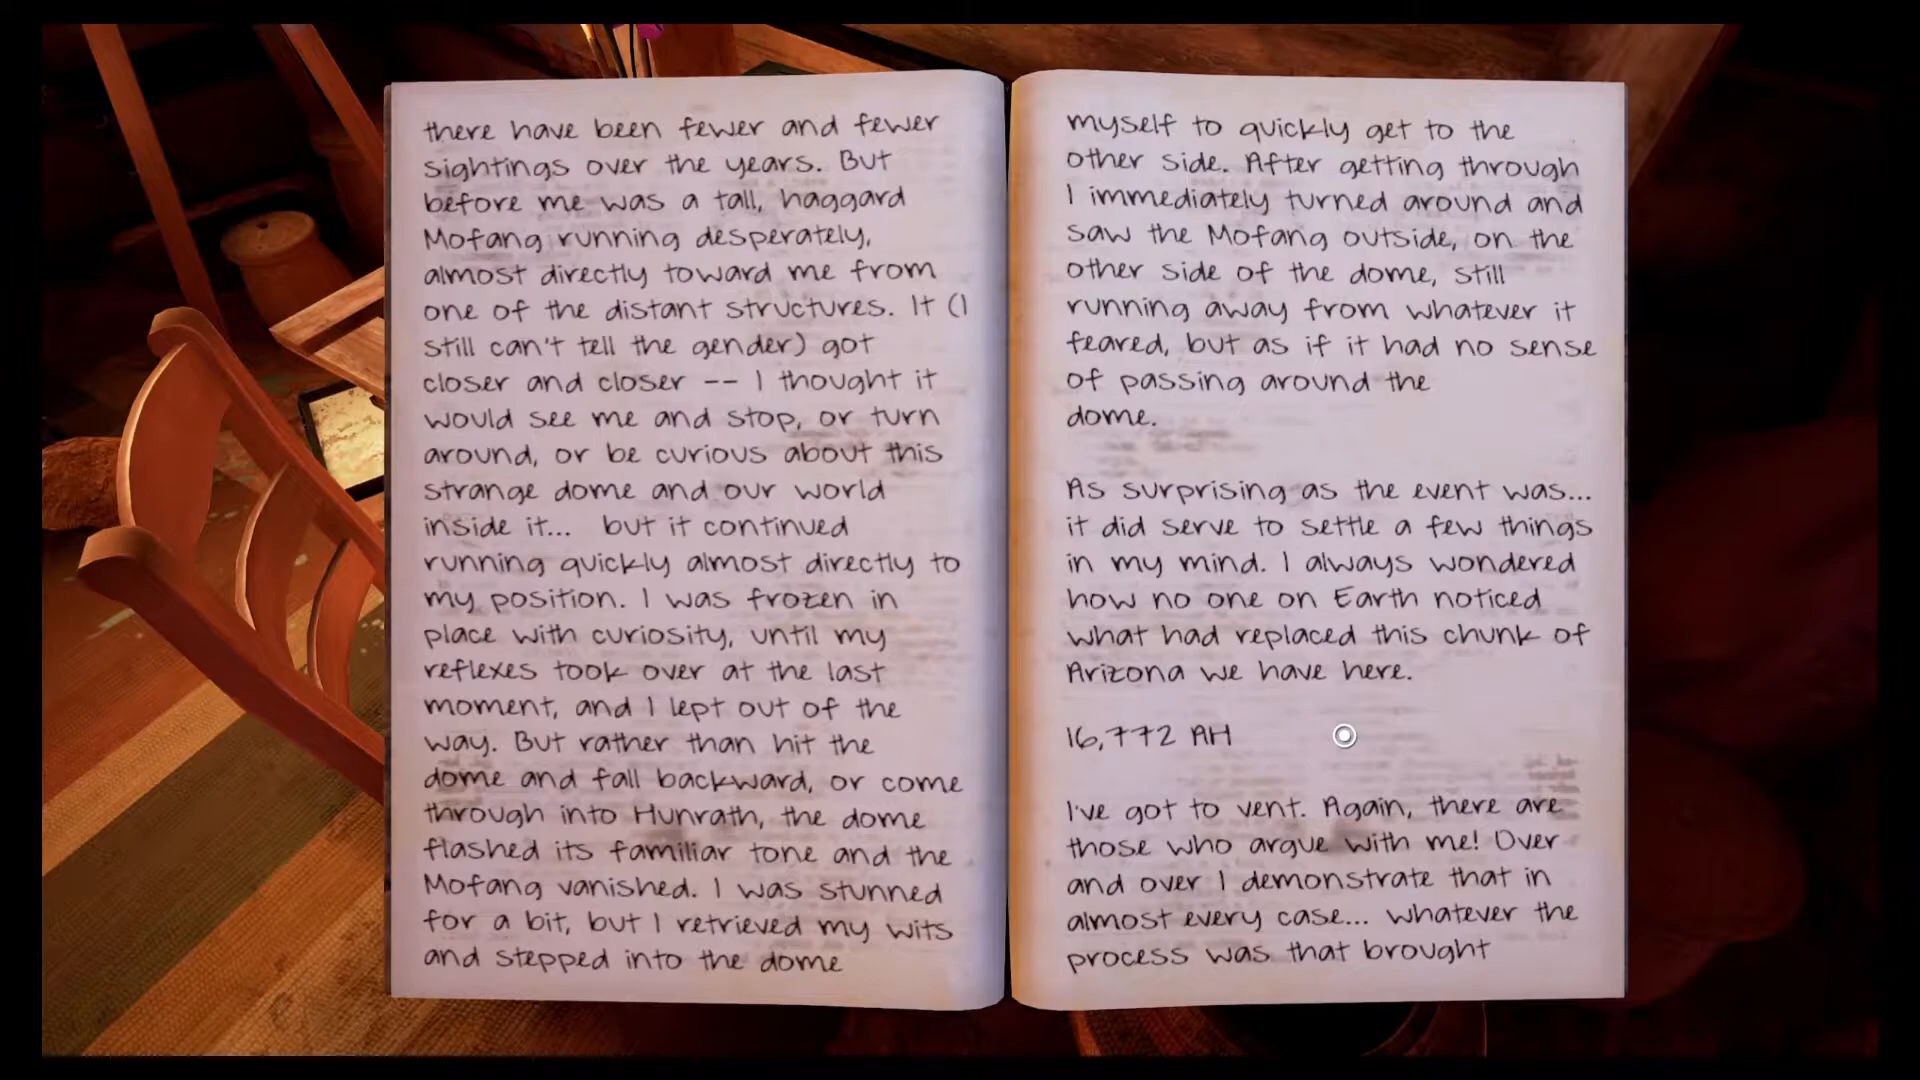 there have been fewer and fewer
sightings over the years. But
before me was a tall, haggard
Mofang running desperately,
almost directly toward me from
one of the distant structures. It (I
still can't tell the gender) got
closer and closer -- I thought it
would see me and stop, or turn
around, or be curious about this
strange dome and our world
inside it... but it continued
running quickly almost directly to
my position. I was frozen in
place with curiosity, until my
reflexes took over at the last
moment, and I lept out of the
way. But rather than hit the
dome and fall backward, or come
through into Hunrath, the dome
flashed its familiar tone and the
Mofang vanished. I was stunned
for a bit, but I retrieved my wits
and stepped into the dome
myself to quickly get to the
other side. After getting through
I immediately turned around and
saw the Mofang outside, on the
other side of the dome, still
running away from whatever it
feared, but as if it had no sense
of passing around the
dome.
As surprising as the event was...
it did serve to settle a few things
in my mind. I always wondered
how no one on Earth noticed
what had replaced this chunk of
Arizona we have here.
16,772 AH
I've got to vent. Again, there are
those who argue with me! Over
and over I demonstrate that in
almost every case... whatever the
process was that brought